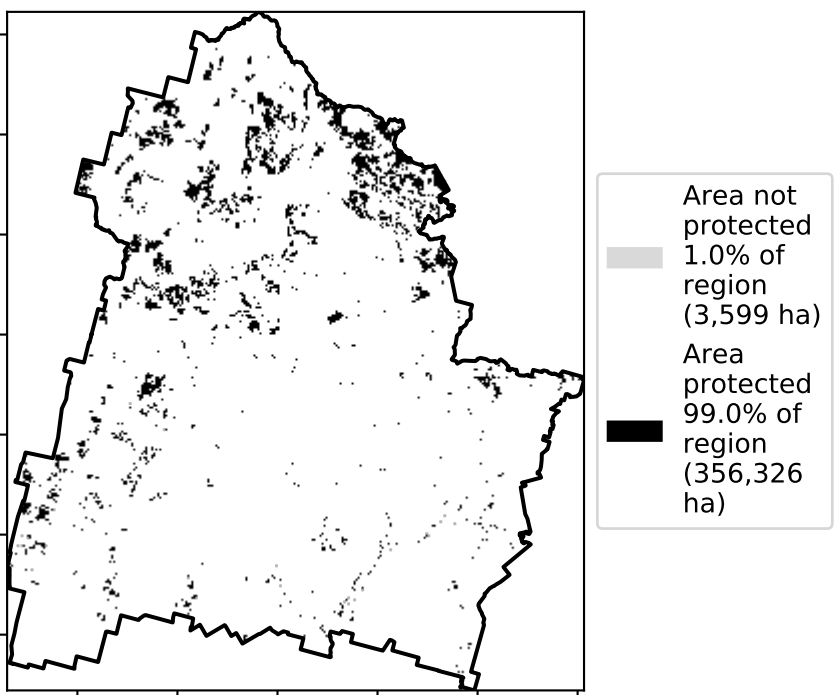 Area not
protected
1.0% of
region
(3,599 ha)
Area
protected
99.0% of
region
(356,326
ha)